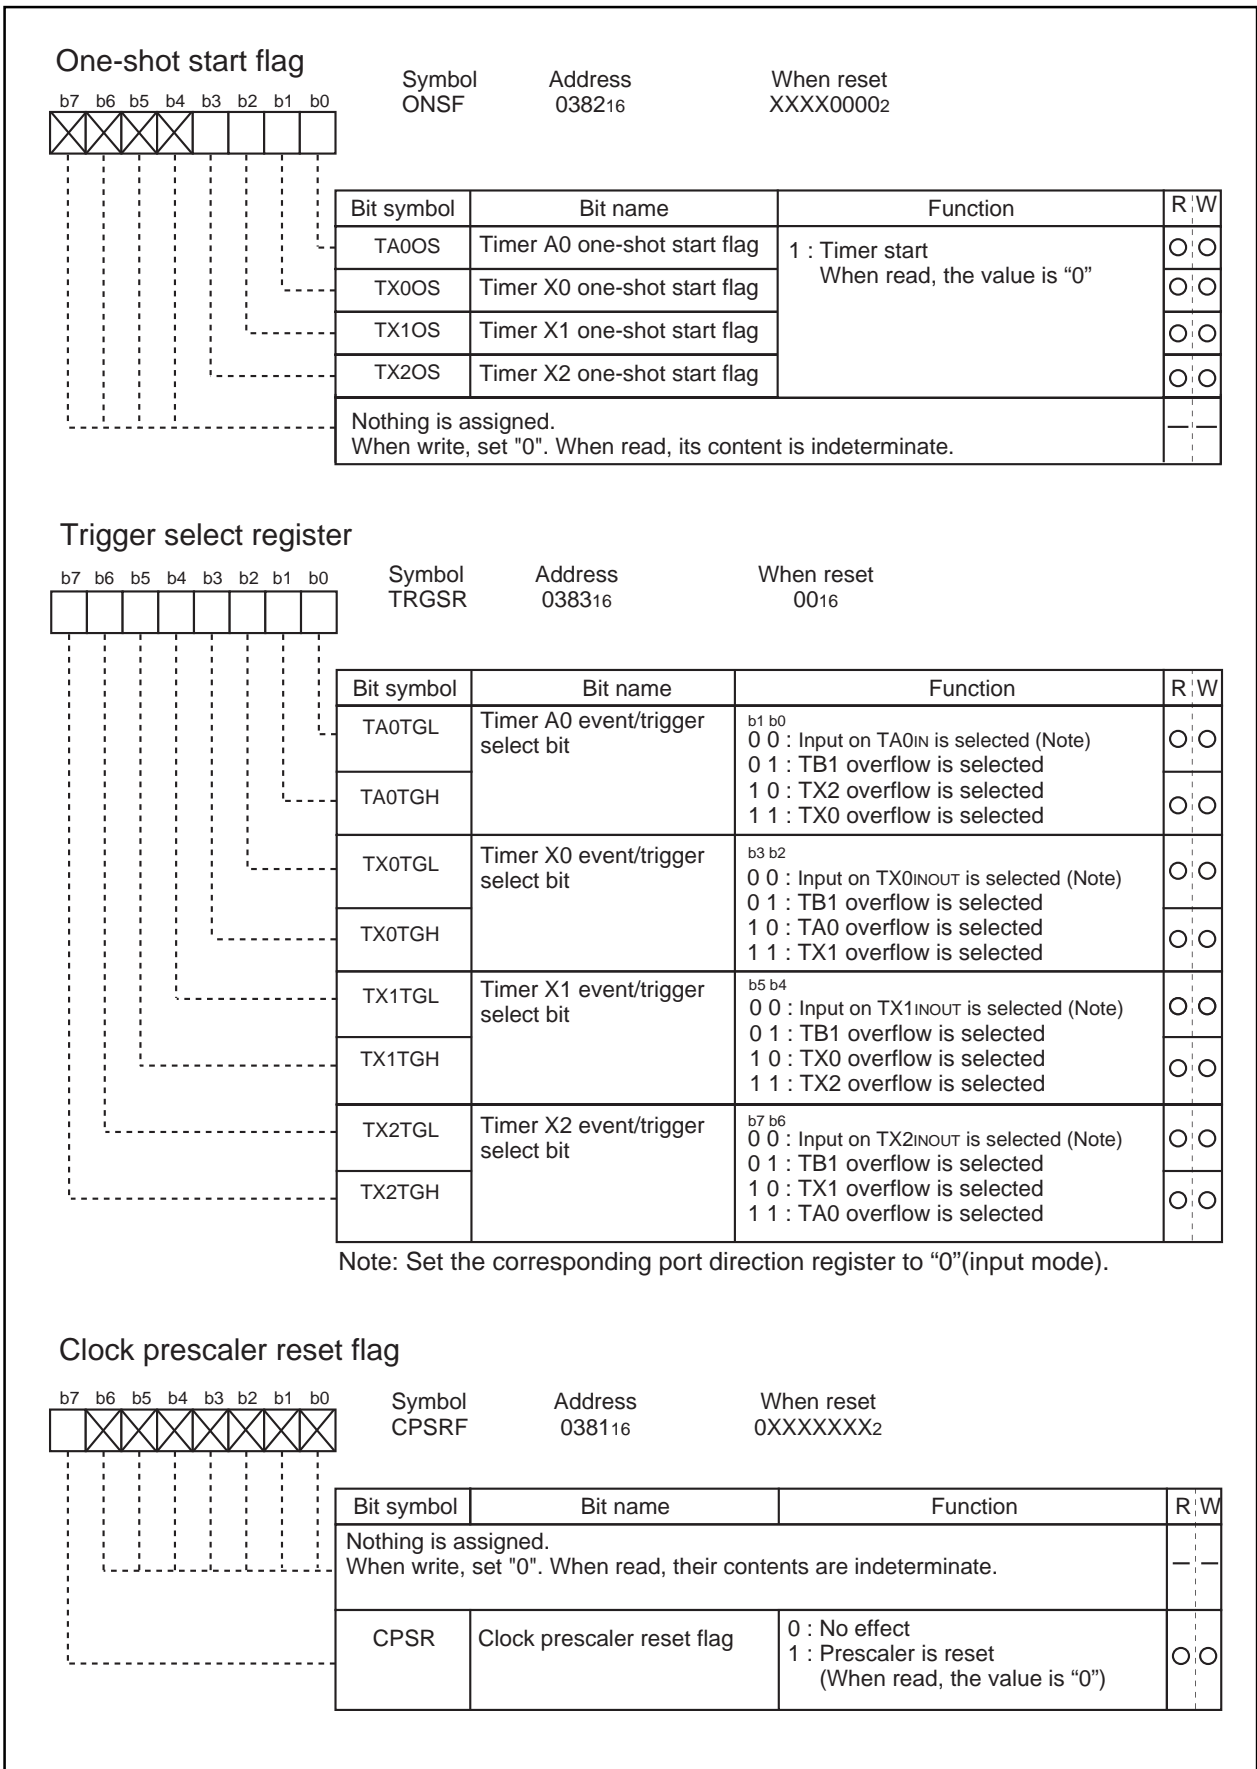 One-shot start flag
Symbol Address When reset
ONSF 038216 XXXX00002
b7 b6 b5 b4 b3 b2 b1 b0
Bit symbol Bit name Function R W
TA0OS Timer A0 one-shot start flag 1 : Timer start
When read, the value is “0”
TX0OS Timer X0 one-shot start flag
TX1OS Timer X1 one-shot start flag
TX2OS Timer X2 one-shot start flag
Nothing is assigned.
When write, set "0". When read, its content is indeterminate.
Trigger select register
b7 b6 b5 b4 b3 b2 b1 b0
Symbol Address When reset
TRGSR 038316 0016
Bit symbol Bit name Function R W
TA0TGL Timer A0 event/trigger
select bit
b1 b0
0 0 : Input on TA0IN is selected (Note)
0 1 : TB1 overflow is selected
TA0TGH 1 0 : TX2 overflow is selected
1 1 : TX0 overflow is selected
TX0TGL Timer X0 event/trigger
select bit
b3 b2
0 0 : Input on TX0INOUT is selected (Note)
0 1 : TB1 overflow is selected
TX0TGH 1 0 : TA0 overflow is selected
1 1 : TX1 overflow is selected
TX1TGL Timer X1 event/trigger
select bit
b5 b4
0 0 : Input on TX1INOUT is selected (Note)
0 1 : TB1 overflow is selected
TX1TGH 1 0 : TX0 overflow is selected
1 1 : TX2 overflow is selected
TX2TGL Timer X2 event/trigger
select bit
b7 b6
0 0 : Input on TX2INOUT is selected (Note)
0 1 : TB1 overflow is selected
TX2TGH 1 0 : TX1 overflow is selected
1 1 : TA0 overflow is selected
Note: Set the corresponding port direction register to “0”(input mode).
Clock prescaler reset flag
b7 b6 b5 b4 b3 b2 b1 b0
Symbol Address When reset
CPSRF 038116 0XXXXXXX2
Bit symbol Bit name Function R W
Nothing is assigned.
When write, set "0". When read, their contents are indeterminate.
CPSR Clock prescaler reset flag 0 : No effect
1 : Prescaler is reset
(When read, the value is “0”)